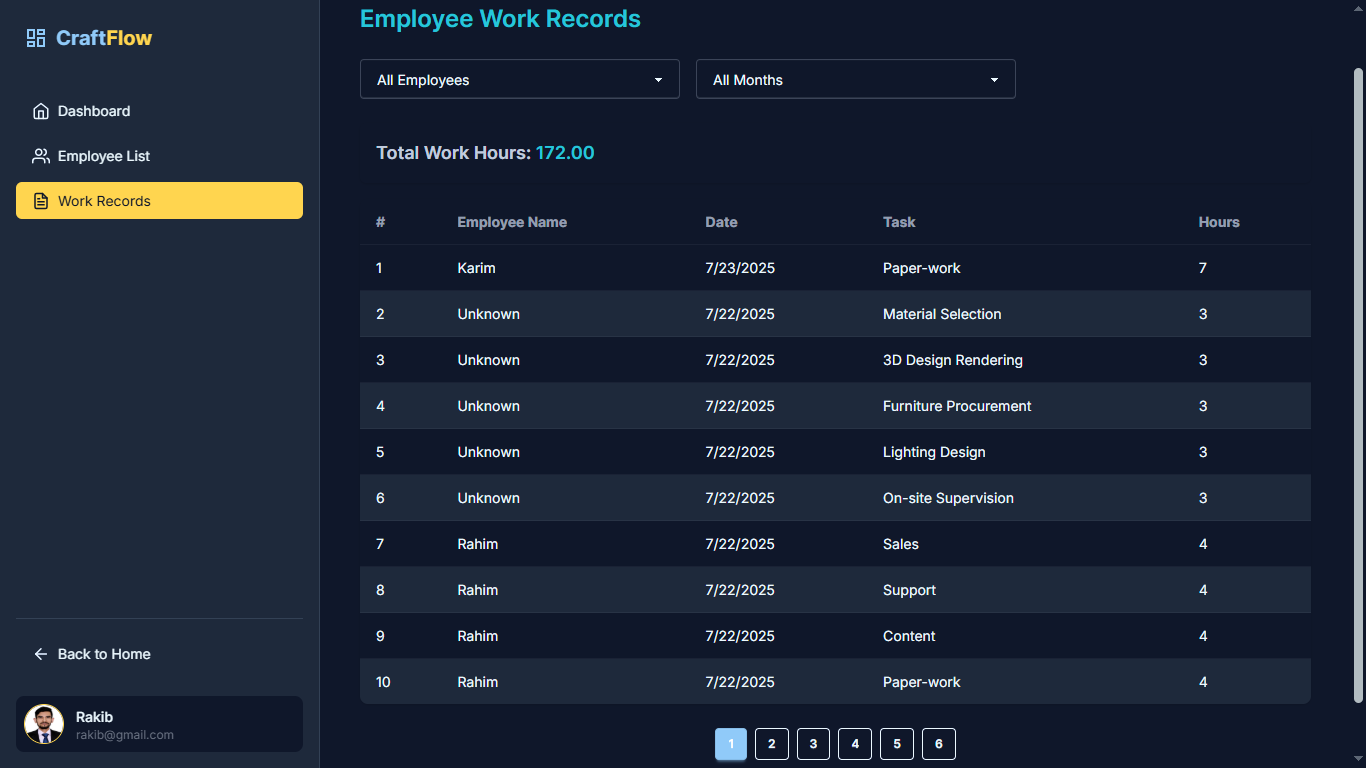 CraftFlow
Dashboard
Employee List
Work Records
Back to Home
Rakib
rakib@gmail.com
Employee Work Records
All Employees All Months
Total Work Hours: 172.00
# Employee Name Date Task Hours
1 Karim 7/23/2025 Paper-work 7
2 Unknown 7/22/2025 Material Selection 3
3 Unknown 7/22/2025 3D Design Rendering 3
4 Unknown 7/22/2025 Furniture Procurement 3
5 Unknown 7/22/2025 Lighting Design 3
6 Unknown 7/22/2025 On-site Supervision 3
7 Rahim 7/22/2025 Sales 4
8 Rahim 7/22/2025 Support 4
9 Rahim 7/22/2025 Content 4
10 Rahim 7/22/2025 Paper-work 4
1 2 3 4 5 6